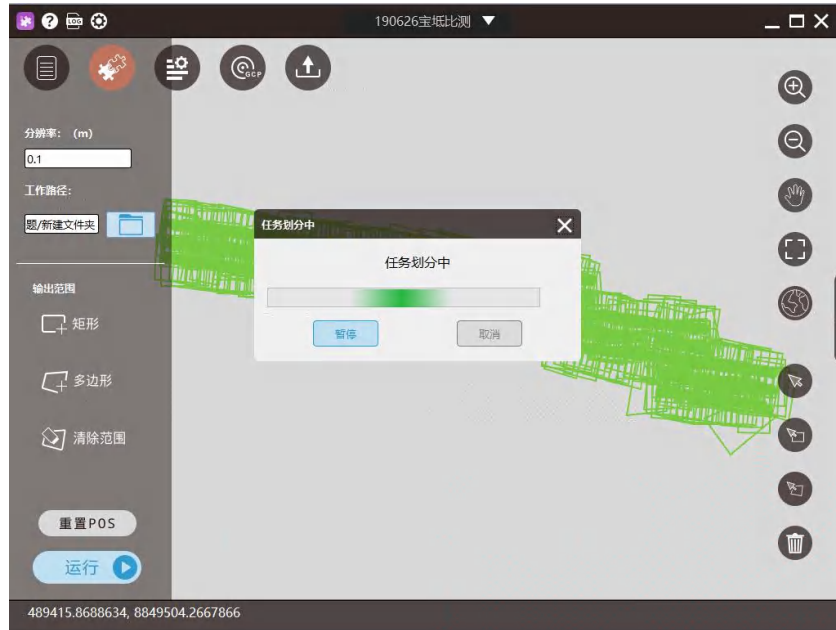 LOG
190626宝坻比测
GCP
分辨率: (m)
0.1
工作路径:
题/新建文件夹
任务划分中
任务划分中
暂停
取消
输出范围
矩形
多边形
清除范围
重置POS
运行
489415.8688634, 8849504.2667866